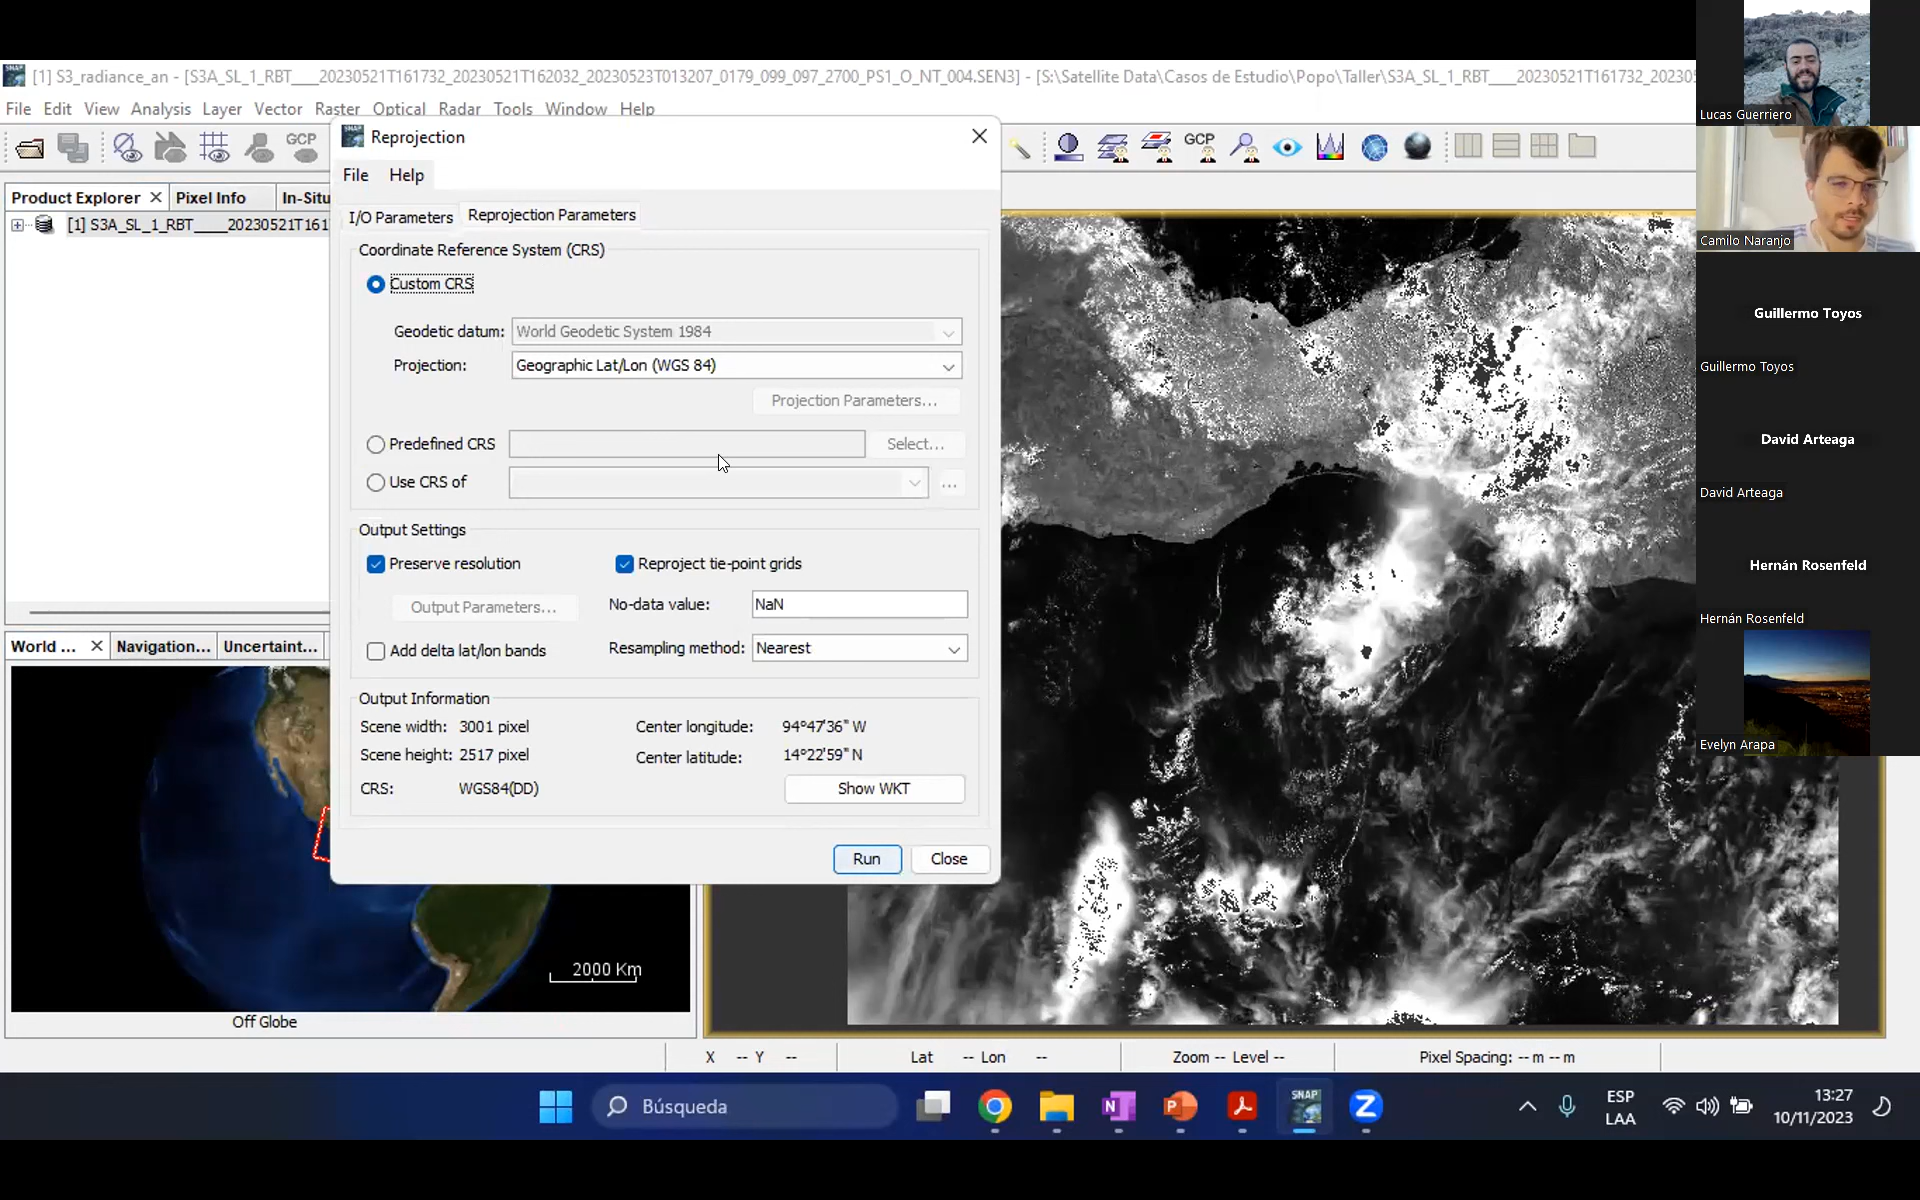 [1] S3_radiance_an - [S3A_SL_1_RBT____20230521T161732_20230521T162032_20230523T013207_0179_099_097_2700_PS1_O_NT_004.SEN3] - [S:\Satellite Data\Casos de Estudio\Popo\Taller\S3A_SL_1_RBT____20230521T161732_202305
File Edit View Analysis Layer Vector Raster Optical Radar Tools Window Help
GCP
GCP
Product Explorer
Pixel Info
In-Situ
[1] S3A_SL_1_RBT____20230521T161
Reprojection
File Help
I/O Parameters
Reprojection Parameters
Coordinate Reference System (CRS)
Custom CRS
Geodetic datum: World Geodetic System 1984
Projection: Geographic Lat/Lon (WGS 84)
Projection Parameters...
Predefined CRS
Select...
Use CRS of
...
Output Settings
Preserve resolution
Reproject tie-point grids
Output Parameters...
No-data value: NaN
Add delta lat/lon bands
Resampling method: Nearest
Output Information
Scene width: 3001 pixel
Center longitude: 94°47'36" W
Scene height: 2517 pixel
Center latitude: 14°22'59" N
CRS: WGS84(DD)
Show WKT
Run
Close
World ...
Navigation...
Uncertaint...
2000 Km
Off Globe
X -- Y --
Lat -- Lon --
Zoom -- Level --
Pixel Spacing: -- m -- m
Lucas Guerriero
Camilo Naranjo
Guillermo Toyos
Guillermo Toyos
David Arteaga
David Arteaga
Hernán Rosenfeld
Hernán Rosenfeld
Evelyn Arapa
Búsqueda
SNAP
ESP
LAA
13:27
10/11/2023